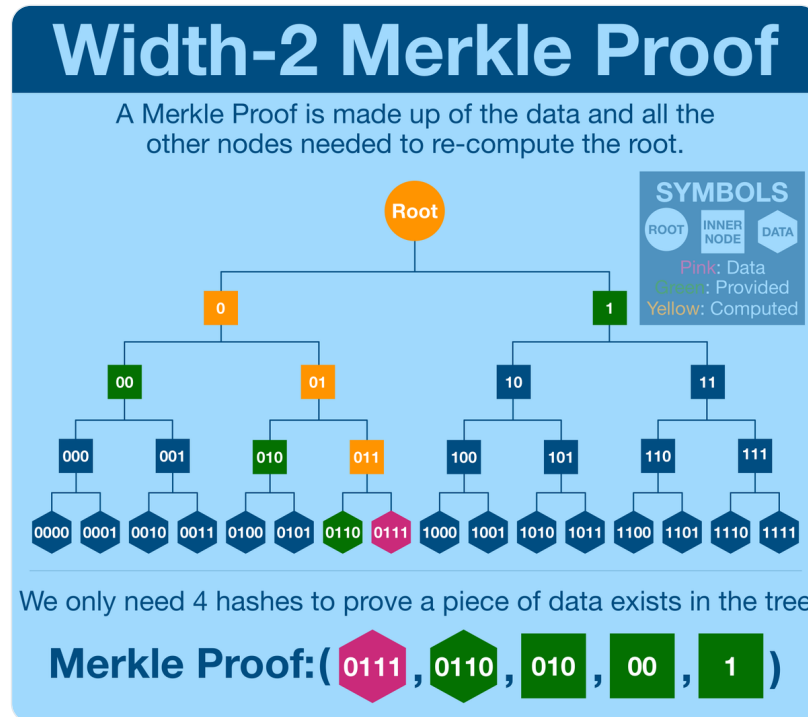 Width-2 Merkle Proof
A Merkle Proof is made up of the data and all the
other nodes needed to re-compute the root.
Root
SYMBOLS
ROOT INNER NODE DATA
Pink: Data
Green: Provided
Yellow: Computed
0 1
00 01 10 11
000 001 010 011 100 101 110 111
0000 0001 0010 0011 0100 0101 0110 0111 1000 1001 1010 1011 1100 1101 1110 1111
We only need 4 hashes to prove a piece of data exists in the tree
Merkle Proof:( 0111 , 0110 , 010 , 00 , 1 )